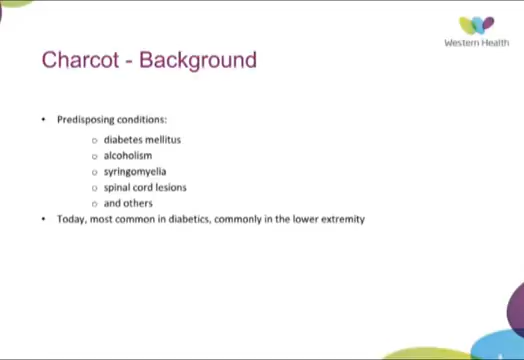 Western Health
Charcot - Background
• Predisposing conditions:
o diabetes mellitus
o alcoholism
o syringomyelia
o spinal cord lesions
o and others
• Today, most common in diabetics, commonly in the lower extremity